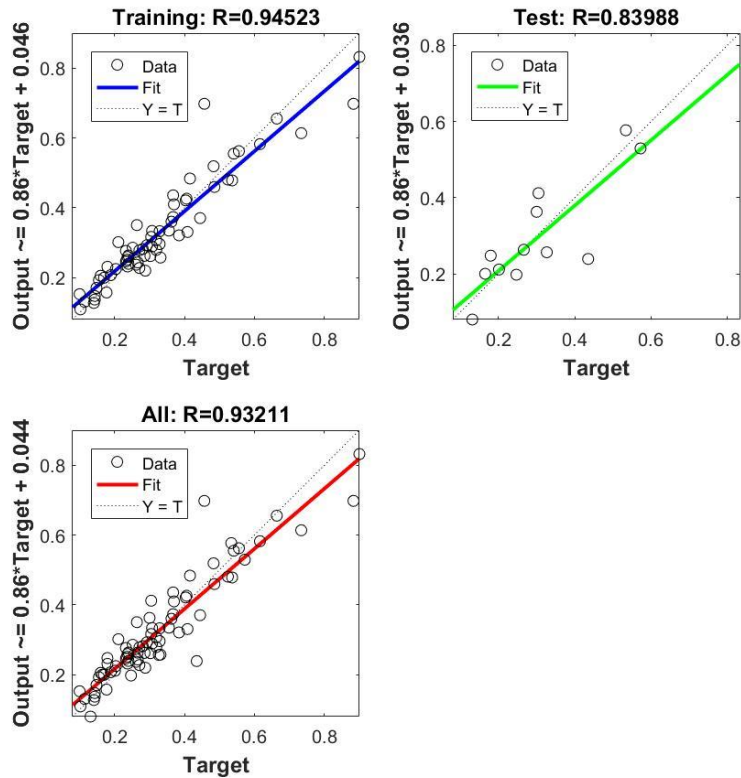 Training: R=0.94523
Output ~= 0.86*Target + 0.046
Data
Fit
Y = T
0.8
0.6
0.4
0.2
0.2 0.4 0.6 0.8
Target
Test: R=0.83988
Output ~= 0.86*Target + 0.036
Data
Fit
Y = T
0.8
0.6
0.4
0.2
0.2 0.4 0.6 0.8
Target
All: R=0.93211
Output ~= 0.86*Target + 0.044
Data
Fit
Y = T
0.8
0.6
0.4
0.2
0.2 0.4 0.6 0.8
Target